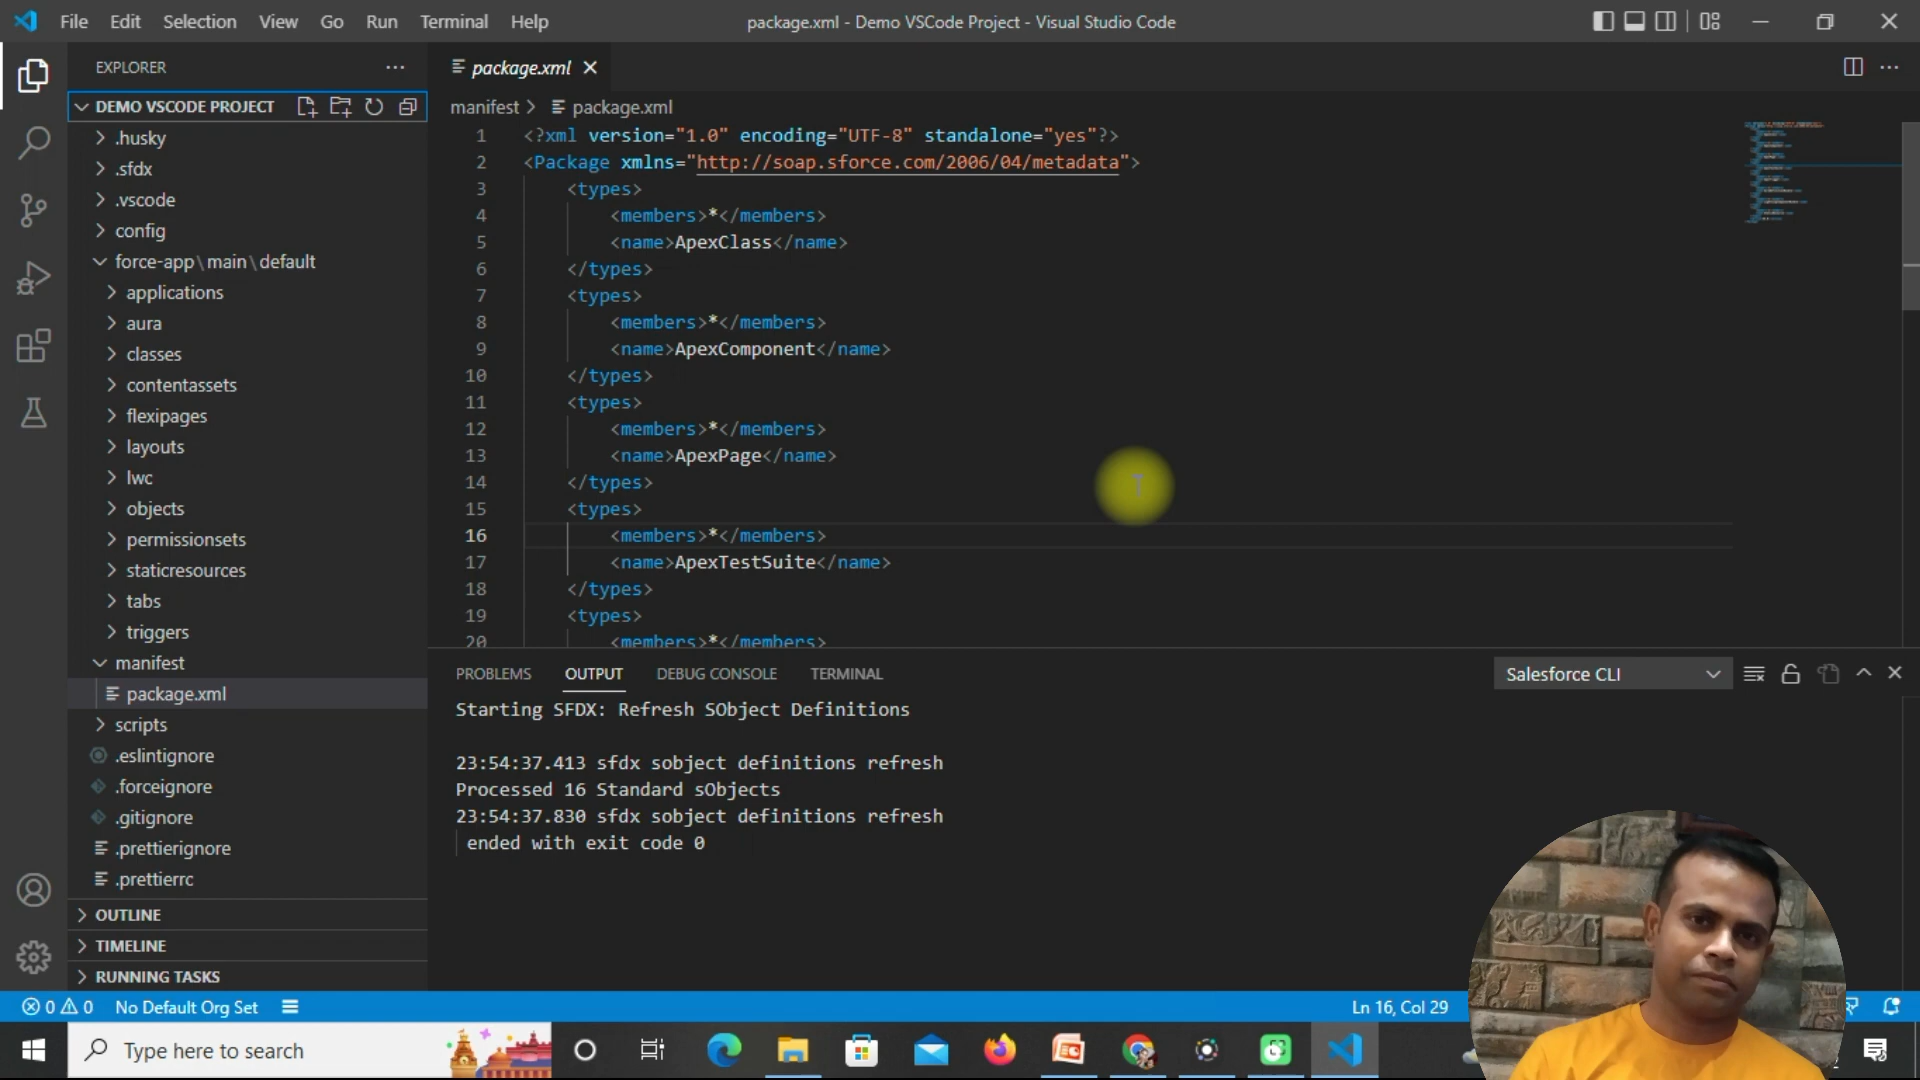 File Edit Selection View Go Run Terminal Help
package.xml - Demo VSCode Project - Visual Studio Code
EXPLORER
DEMO VSCODE PROJECT
.husky
.sfdx
.vscode
config
force-app\main\default
applications
aura
classes
contentassets
flexipages
layouts
lwc
objects
permissionsets
staticresources
tabs
triggers
manifest
package.xml
scripts
.eslintignore
.forceignore
.gitignore
.prettierignore
.prettierrc
OUTLINE
TIMELINE
RUNNING TASKS
package.xml
manifest > package.xml
1 <?xml version="1.0" encoding="UTF-8" standalone="yes"?>
2 <Package xmlns="http://soap.sforce.com/2006/04/metadata">
3 <types>
4 <members>*</members>
5 <name>ApexClass</name>
6 </types>
7 <types>
8 <members>*</members>
9 <name>ApexComponent</name>
10 </types>
11 <types>
12 <members>*</members>
13 <name>ApexPage</name>
14 </types>
15 <types>
16 <members>*</members>
17 <name>ApexTestSuite</name>
18 </types>
19 <types>
20 <members>*</members>
PROBLEMS OUTPUT DEBUG CONSOLE TERMINAL
Salesforce CLI
Starting SFDX: Refresh SObject Definitions
23:54:37.413 sfdx sobject definitions refresh
Processed 16 Standard sObjects
23:54:37.830 sfdx sobject definitions refresh
ended with exit code 0
0 0 No Default Org Set
Ln 16, Col 29
Type here to search